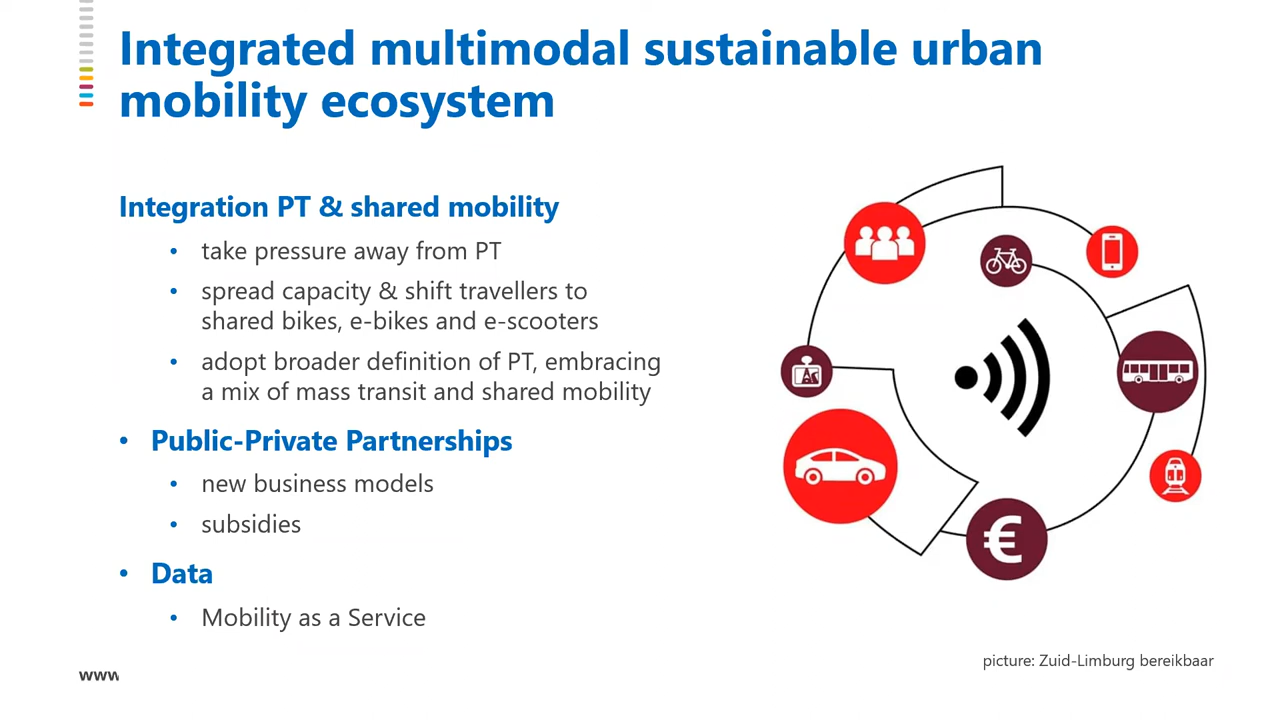 Integrated multimodal sustainable urban
mobility ecosystem
Integration PT & shared mobility
• take pressure away from PT
• spread capacity & shift travellers to
shared bikes, e-bikes and e-scooters
• adopt broader definition of PT, embracing
a mix of mass transit and shared mobility
• Public-Private Partnerships
• new business models
• subsidies
• Data
• Mobility as a Service
€
picture: Zuid-Limburg bereikbaar
www